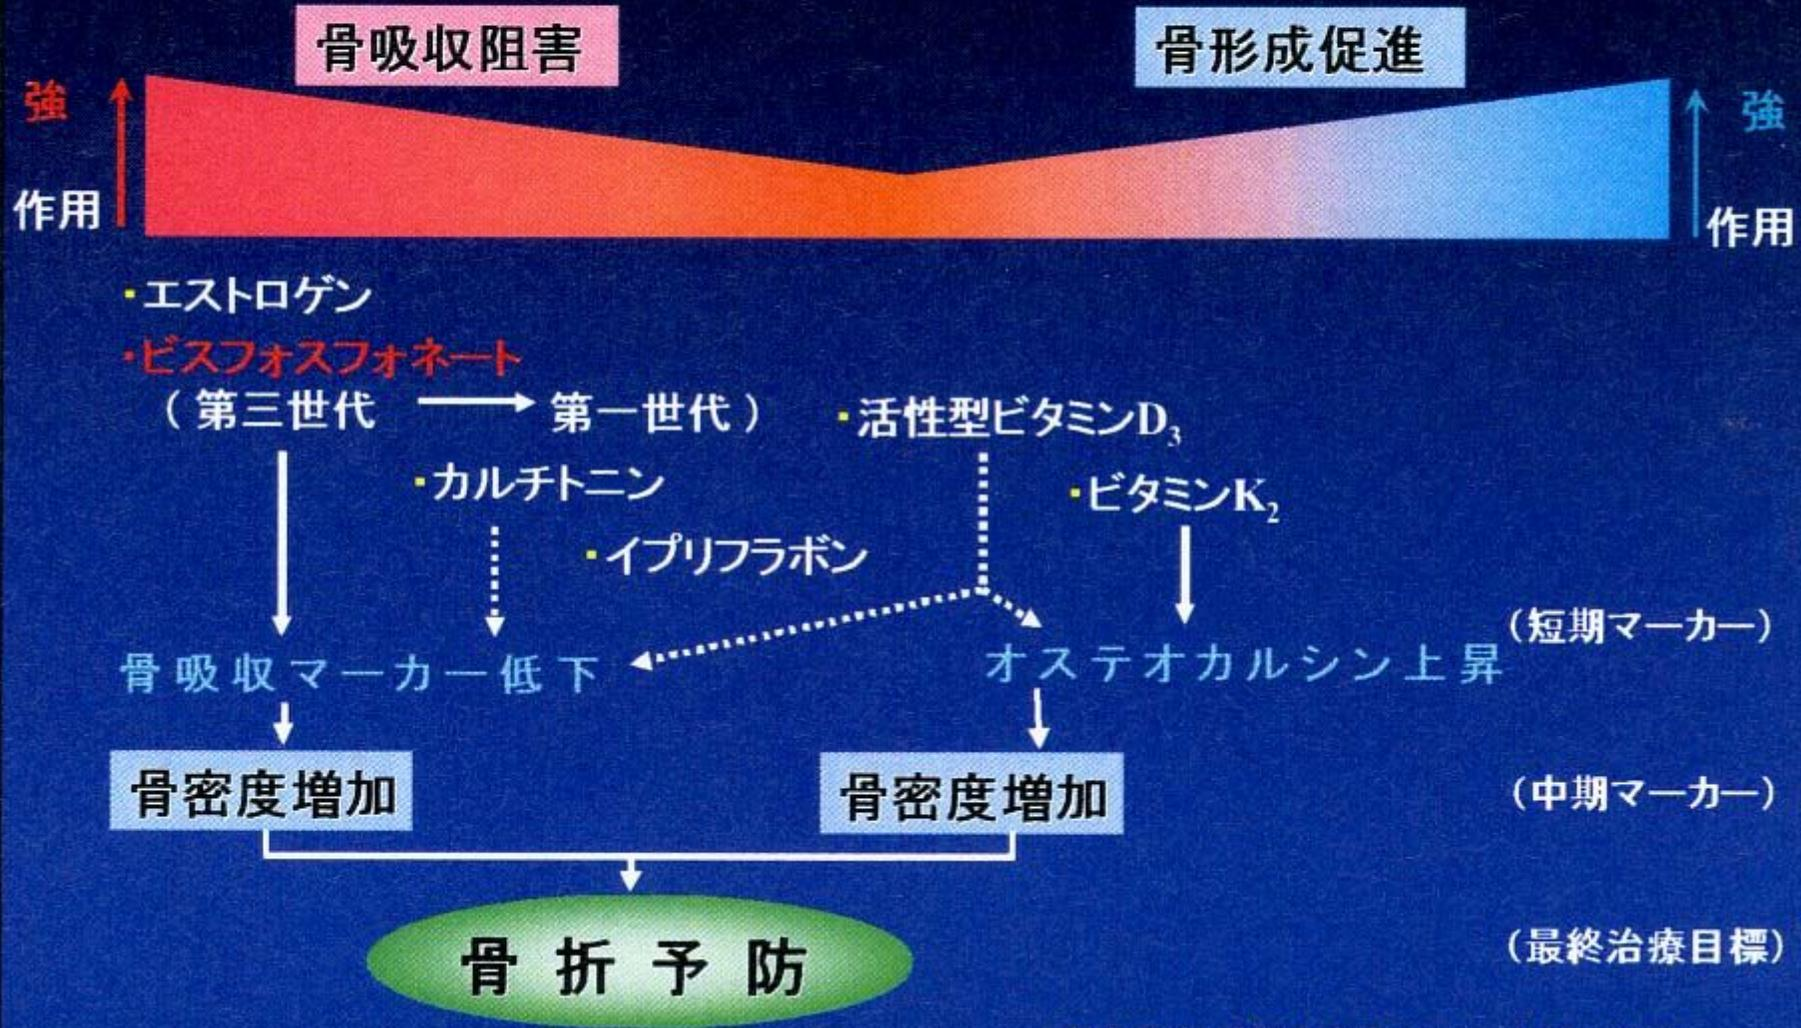 骨吸収阻害
骨形成促進
強
強
作用
作用
・エストロゲン
・ビスフォスフォネート
（第三世代 → 第一世代）
・活性型ビタミンD₃
・カルチトニン
・ビタミンK₂
・イプリフラボン
（短期マーカー）
骨吸収マーカー低下
オステオカルシン上昇
骨密度増加
骨密度増加
（中期マーカー）
骨折予防
（最終治療目標）